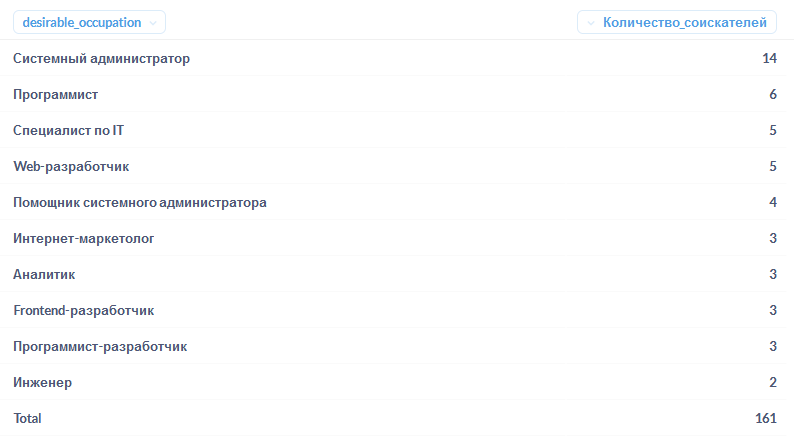 desirable_occupation Количество_соискателей
Системный администратор 14
Программист 6
Специалист по IT 5
Web-разработчик 5
Помощник системного администратора 4
Интернет-маркетолог 3
Аналитик 3
Frontend-разработчик 3
Программист-разработчик 3
Инженер 2
Total 161